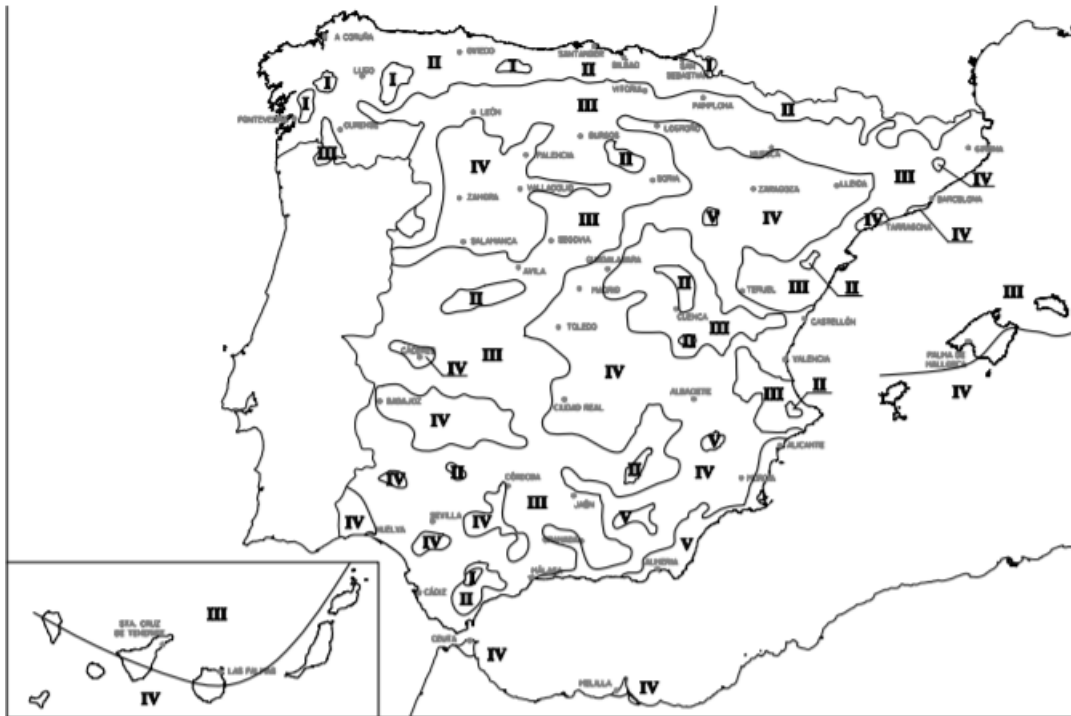 A CORUÑA
OVIEDO
SANTANDER
II
I
II
BILBAO
SAN
SEBASTIAN
I
LUGO
I
I
I
VITORIA
PAMPLONA
II
III
LEÓN
PONTEVEDRA
OURENSE
BURGOS
LOGROÑO
HUESCA
GIRONA
III
PALENCIA
II
IV
SORIA
ZARAGOZA
LLEIDA
III
IV
ZAMORA
VALLADOLID
BARCELONA
III
V
IV
IV
TARRAGONA
IV
SALAMANCA
SEGOVIA
GUADALAJARA
AVILA
II
MADRID
TERUEL
III
II
III
II
CUENCA
CASTELLÓN
TOLEDO
III
II
PALMA DE
MALLORCA
CÁCERES
IV
III
VALENCIA
IV
III
II
IV
BADAJOZ
IV
CIUDAD REAL
ALBACETE
V
ALICANTE
IV
II
II
IV
MURCIA
CÓRDOBA
III
JAÉN
IV
HUELVA
SEVILLA
IV
V
IV
GRANADA
V
ALMERIA
MÁLAGA
I
II
CÁDIZ
CEUTA
IV
MELILLA
IV
III
STA. CRUZ
DE TENERIFE
LAS PALMAS
IV